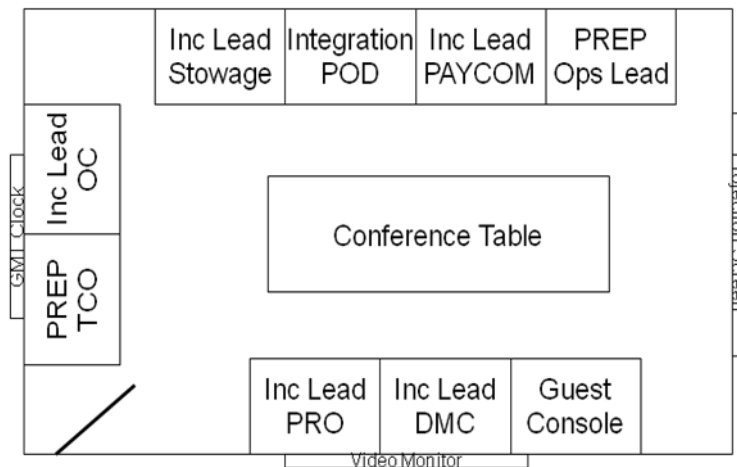 Inc Lead
Stowage
Integration
POD
Inc Lead
PAYCOM
PREP
Ops Lead
GMT Clock
Inc Lead
OC
PREP
TCO
Conference Table
Inc Lead
PRO
Inc Lead
DMC
Guest
Console
Video Monitor